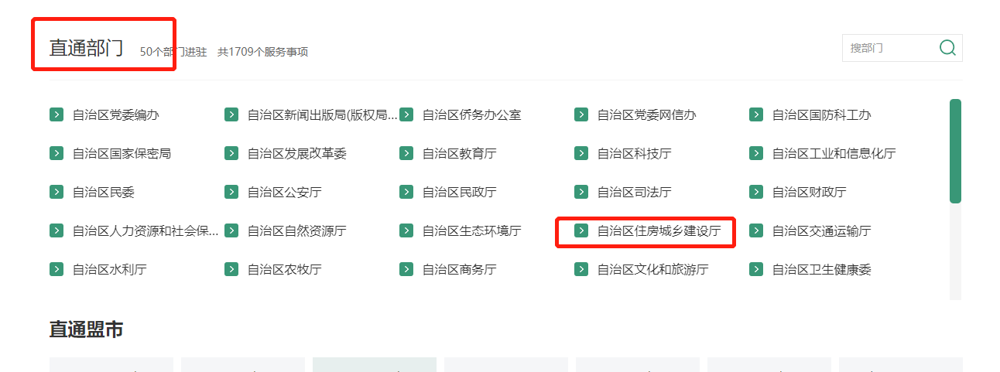 直通部门 50个部门进驻 共1709个服务事项 搜部门
自治区党委编办 自治区新闻出版局(版权局... 自治区侨务办公室 自治区党委网信办 自治区国防科工办
自治区国家保密局 自治区发展改革委 自治区教育厅 自治区科技厅 自治区工业和信息化厅
自治区民委 自治区公安厅 自治区民政厅 自治区司法厅 自治区财政厅
自治区人力资源和社会保... 自治区自然资源厅 自治区生态环境厅 自治区住房城乡建设厅 自治区交通运输厅
自治区水利厅 自治区农牧厅 自治区商务厅 自治区文化和旅游厅 自治区卫生健康委
直通盟市